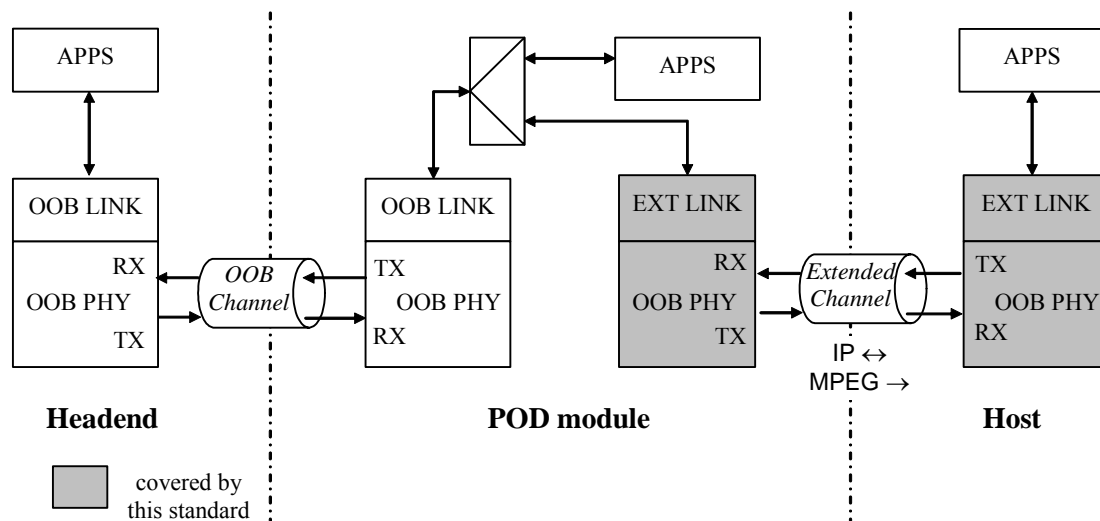 APPS
APPS
APPS
OOB LINK
OOB LINK
EXT LINK
EXT LINK
RX
OOB PHY
TX
OOB
Channel
TX
OOB PHY
RX
RX
OOB PHY
TX
Extended
Channel
TX
OOB PHY
RX
IP ↔
MPEG →
Headend
POD module
Host
covered by
this standard